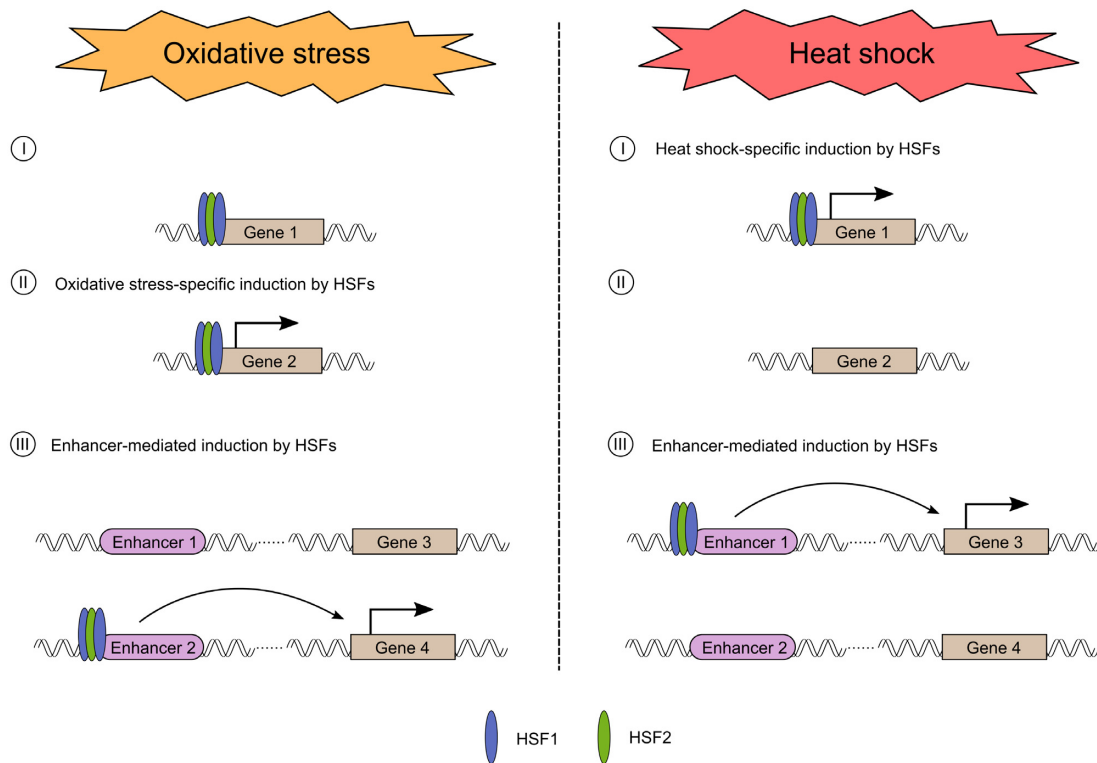 Oxidative stress
I
Gene 1
II Oxidative stress-specific induction by HSFs
Gene 2
III Enhancer-mediated induction by HSFs
Enhancer 1 ...... Gene 3
Enhancer 2 ...... Gene 4
Heat shock
I Heat shock-specific induction by HSFs
Gene 1
II
Gene 2
III Enhancer-mediated induction by HSFs
Enhancer 1 ...... Gene 3
Enhancer 2 ...... Gene 4
HSF1 HSF2